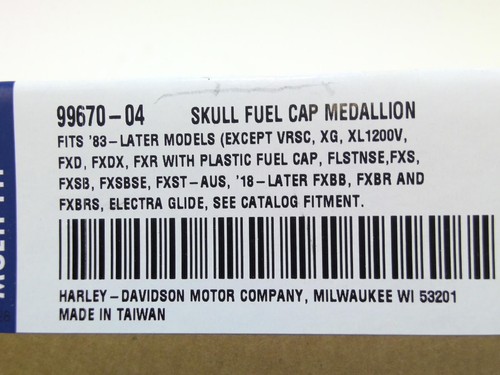 99670-04 SKULL FUEL CAP MEDALLION
FITS '83-LATER MODELS (EXCEPT VRSC, XG, XL1200V,
FXD, FXDX, FXR WITH PLASTIC FUEL CAP, FLSTNSE,FXS,
FXSB, FXSBSE, FXST-AUS, '18-LATER FXBB, FXBR AND
FXBRS, ELECTRA GLIDE, SEE CATALOG FITMENT.
HARLEY-DAVIDSON MOTOR COMPANY, MILWAUKEE WI 53201
MADE IN TAIWAN